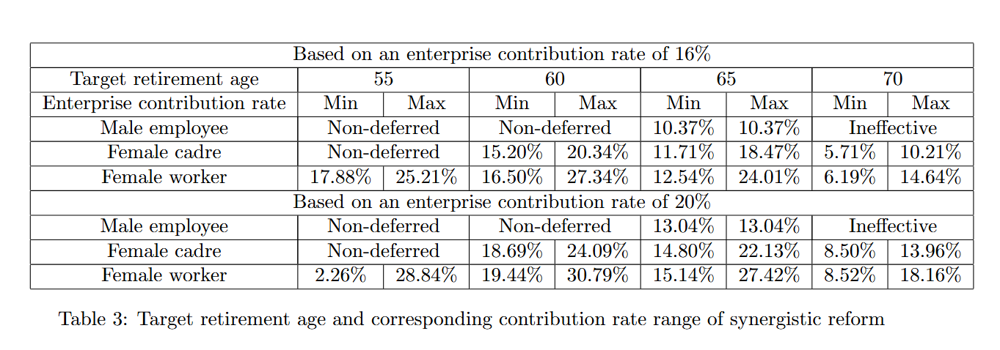 Based on an enterprise contribution rate of 16%
Target retirement age 55 60 65 70
Enterprise contribution rate Min Max Min Max Min Max Min Max
Male employee Non-deferred Non-deferred 10.37% 10.37% Ineffective
Female cadre Non-deferred 15.20% 20.34% 11.71% 18.47% 5.71% 10.21%
Female worker 17.88% 25.21% 16.50% 27.34% 12.54% 24.01% 6.19% 14.64%
Based on an enterprise contribution rate of 20%
Male employee Non-deferred Non-deferred 13.04% 13.04% Ineffective
Female cadre Non-deferred 18.69% 24.09% 14.80% 22.13% 8.50% 13.96%
Female worker 2.26% 28.84% 19.44% 30.79% 15.14% 27.42% 8.52% 18.16%
Table 3: Target retirement age and corresponding contribution rate range of synergistic reform